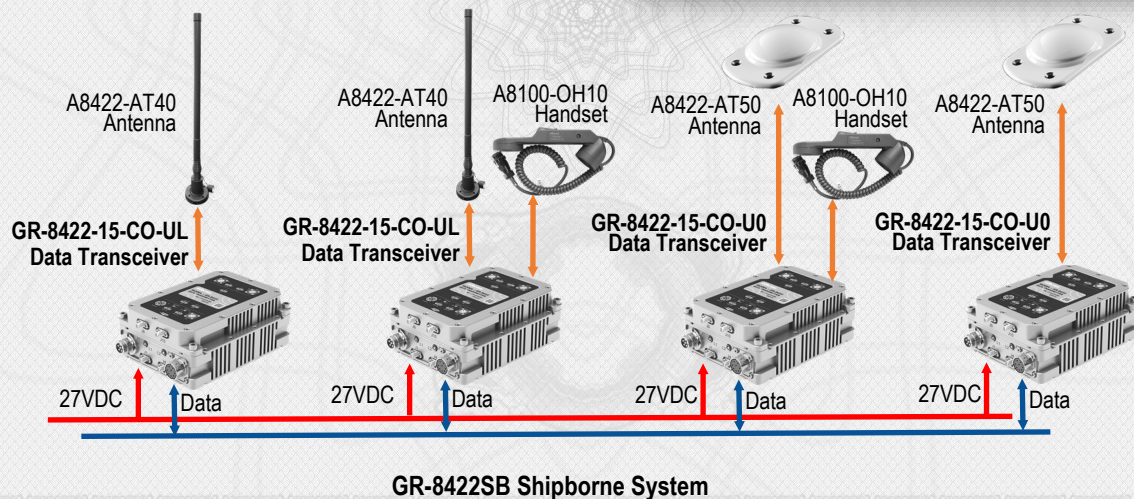 A8422-AT40
Antenna
A8422-AT40
Antenna
A8100-OH10
Handset
A8422-AT50
Antenna
A8100-OH10
Handset
A8422-AT50
Antenna
GR-8422-15-CO-UL
Data Transceiver
GR-8422-15-CO-UL
Data Transceiver
GR-8422-15-CO-U0
Data Transceiver
GR-8422-15-CO-U0
Data Transceiver
27VDC
Data
27VDC
Data
27VDC
Data
27VDC
Data
GR-8422SB Shipborne System